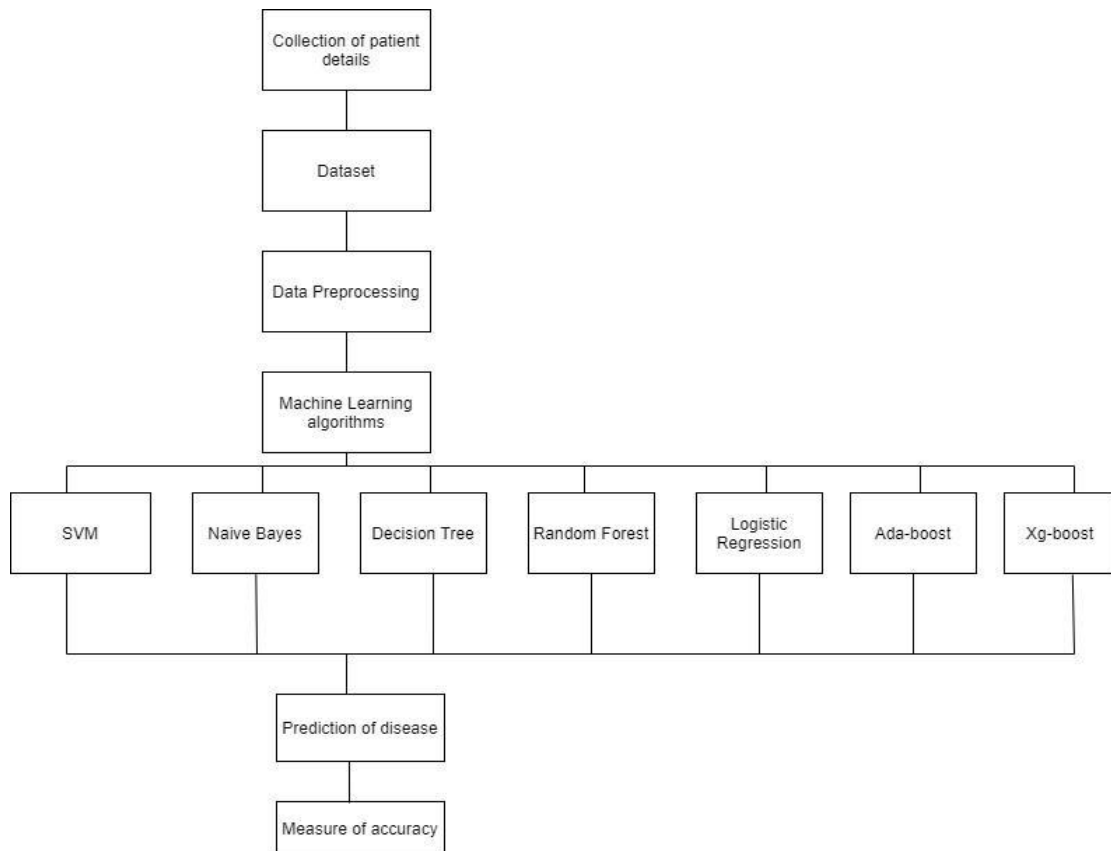 Collection of patient
details
Dataset
Data Preprocessing
Machine Learning
algorithms
SVM
Naive Bayes
Decision Tree
Random Forest
Logistic
Regression
Ada-boost
Xg-boost
Prediction of disease
Measure of accuracy